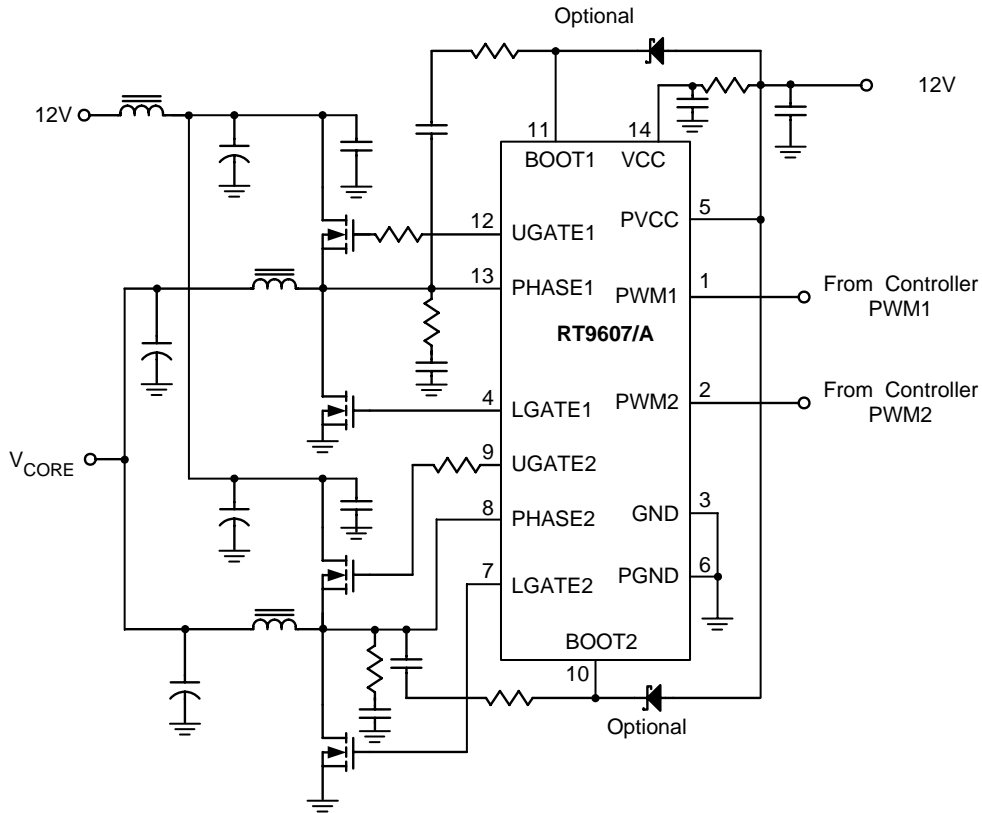 Optional
12V
12V
11
14
BOOT1
VCC
12
UGATE1
PVCC
5
13
PHASE1
PWM1
1
From Controller
PWM1
RT9607/A
4
LGATE1
PWM2
2
From Controller
PWM2
VCORE
9
UGATE2
8
PHASE2
GND
3
7
LGATE2
PGND
6
BOOT2
10
Optional